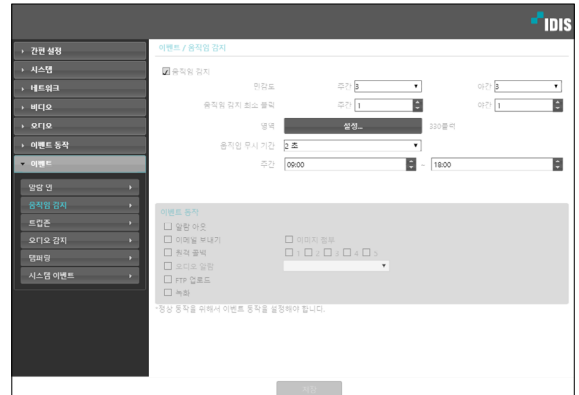 IDIS
간편 설정
시스템
네트워크
비디오
오디오
이벤트 동작
이벤트
알람 인
움직임 감지
트립존
오디오 감지
탬퍼링
시스템 이벤트
이벤트 / 움직임 감지
움직임 감지
민감도 주간 3 야간 3
움직임 감지 최소 블럭 주간 1 야간 1
영역 설정... 330블럭
움직임 무시 기간 2 초
주간 09:00 ~ 18:00
이벤트 동작
알람 아웃
이메일 보내기 이미지 첨부
원격 콜백 1 2 3 4 5
오디오 알람
FTP 업로드
녹화
*정상 동작을 위해서 이벤트 동작을 설정해야 합니다.
저장